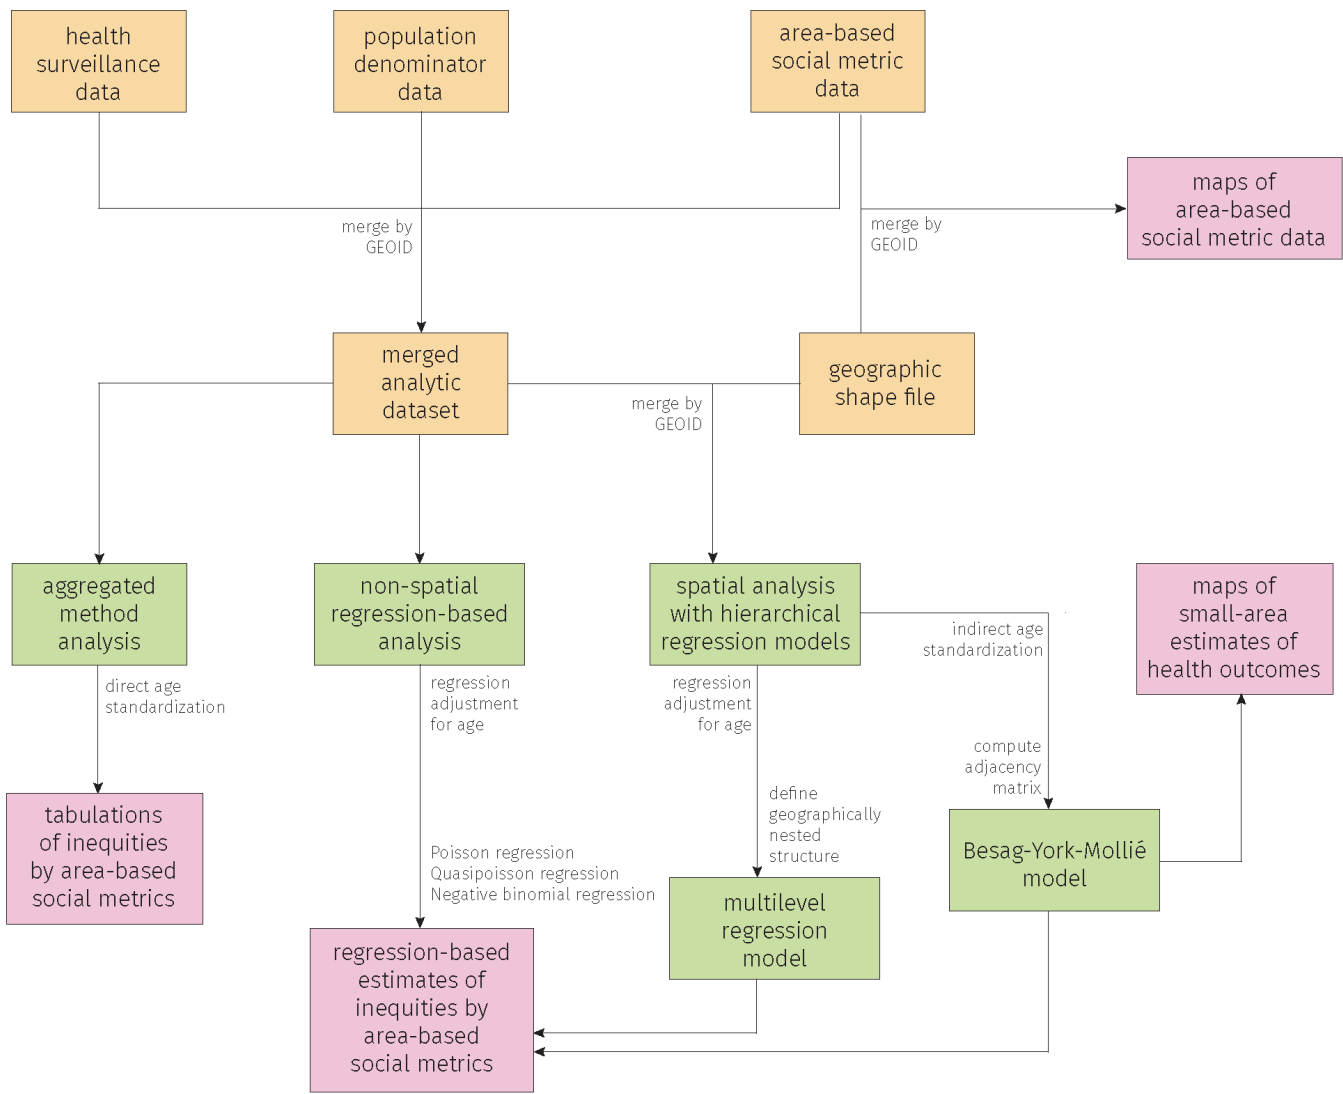 health
surveillance
data
population
denominator
data
area-based
social metric
data
maps of
area-based
social metric data
merge by
GEOID
merge by
GEOID
merged
analytic
dataset
geographic
shape file
merge by
GEOID
aggregated
method
analysis
non-spatial
regression-based
analysis
spatial analysis
with hierarchical
regression models
maps of
small-area
estimates of
health outcomes
indirect age
standardization
direct age
standardization
regression
adjustment
for age
regression
adjustment
for age
compute
adjacency
matrix
tabulations
of inequities
by area-based
social metrics
define
geographically
nested
structure
Besag-York-Mollié
model
Poisson regression
Quasipoisson regression
Negative binomial regression
multilevel
regression
model
regression-based
estimates of
inequities by
area-based
social metrics